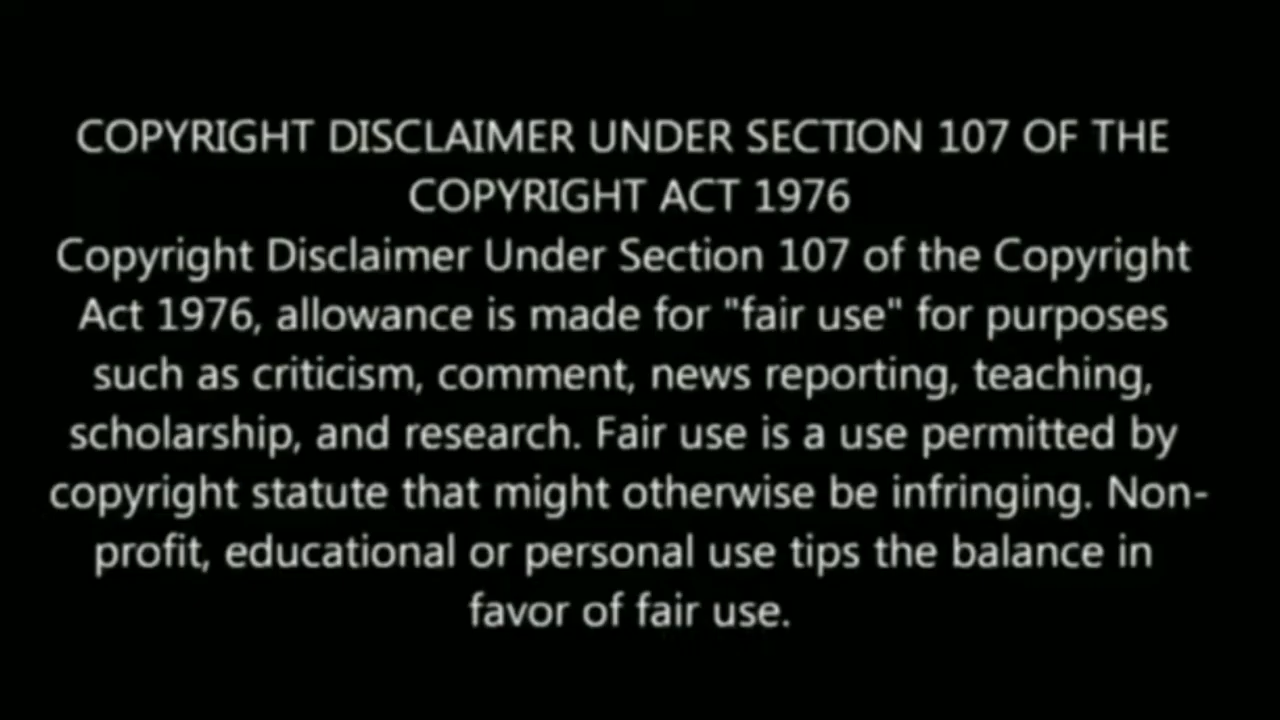 COPYRIGHT DISCLAIMER UNDER SECTION 107 OF THE
COPYRIGHT ACT 1976
Copyright Disclaimer Under Section 107 of the Copyright
Act 1976, allowance is made for "fair use" for purposes
such as criticism, comment, news reporting, teaching,
scholarship, and research. Fair use is a use permitted by
copyright statute that might otherwise be infringing. Non-
profit, educational or personal use tips the balance in
favor of fair use.